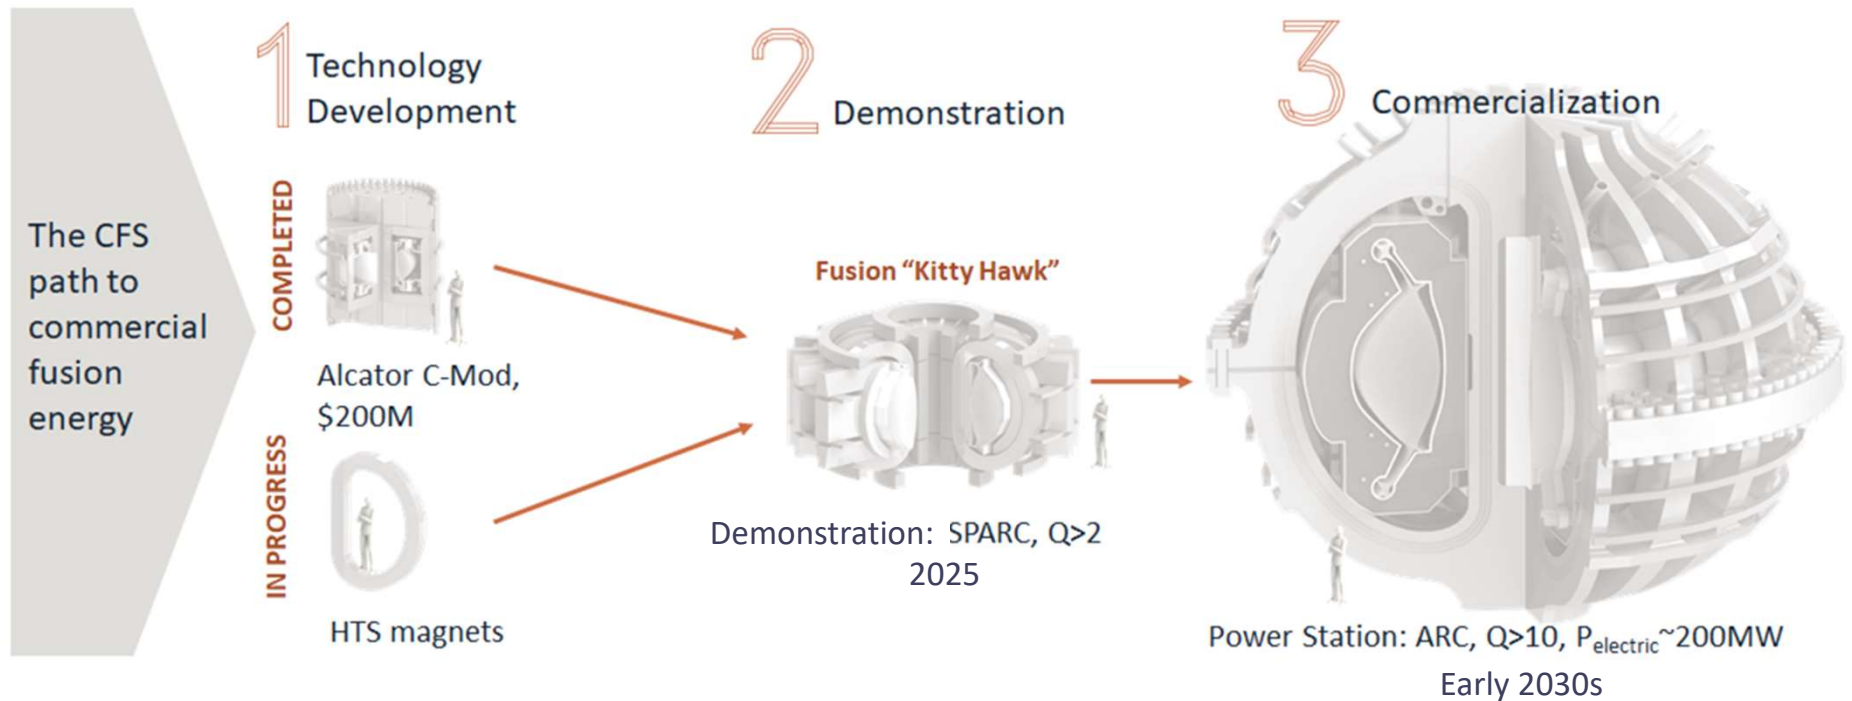 The CFS
path to
commercial
fusion
energy
1
Technology
Development
COMPLETED
Alcator C-Mod,
$200M
IN PROGRESS
HTS magnets
2
Demonstration
Fusion “Kitty Hawk”
Demonstration: SPARC, Q>2
2025
3
Commercialization
Power Station: ARC, Q>10, Pelectric~200MW
Early 2030s